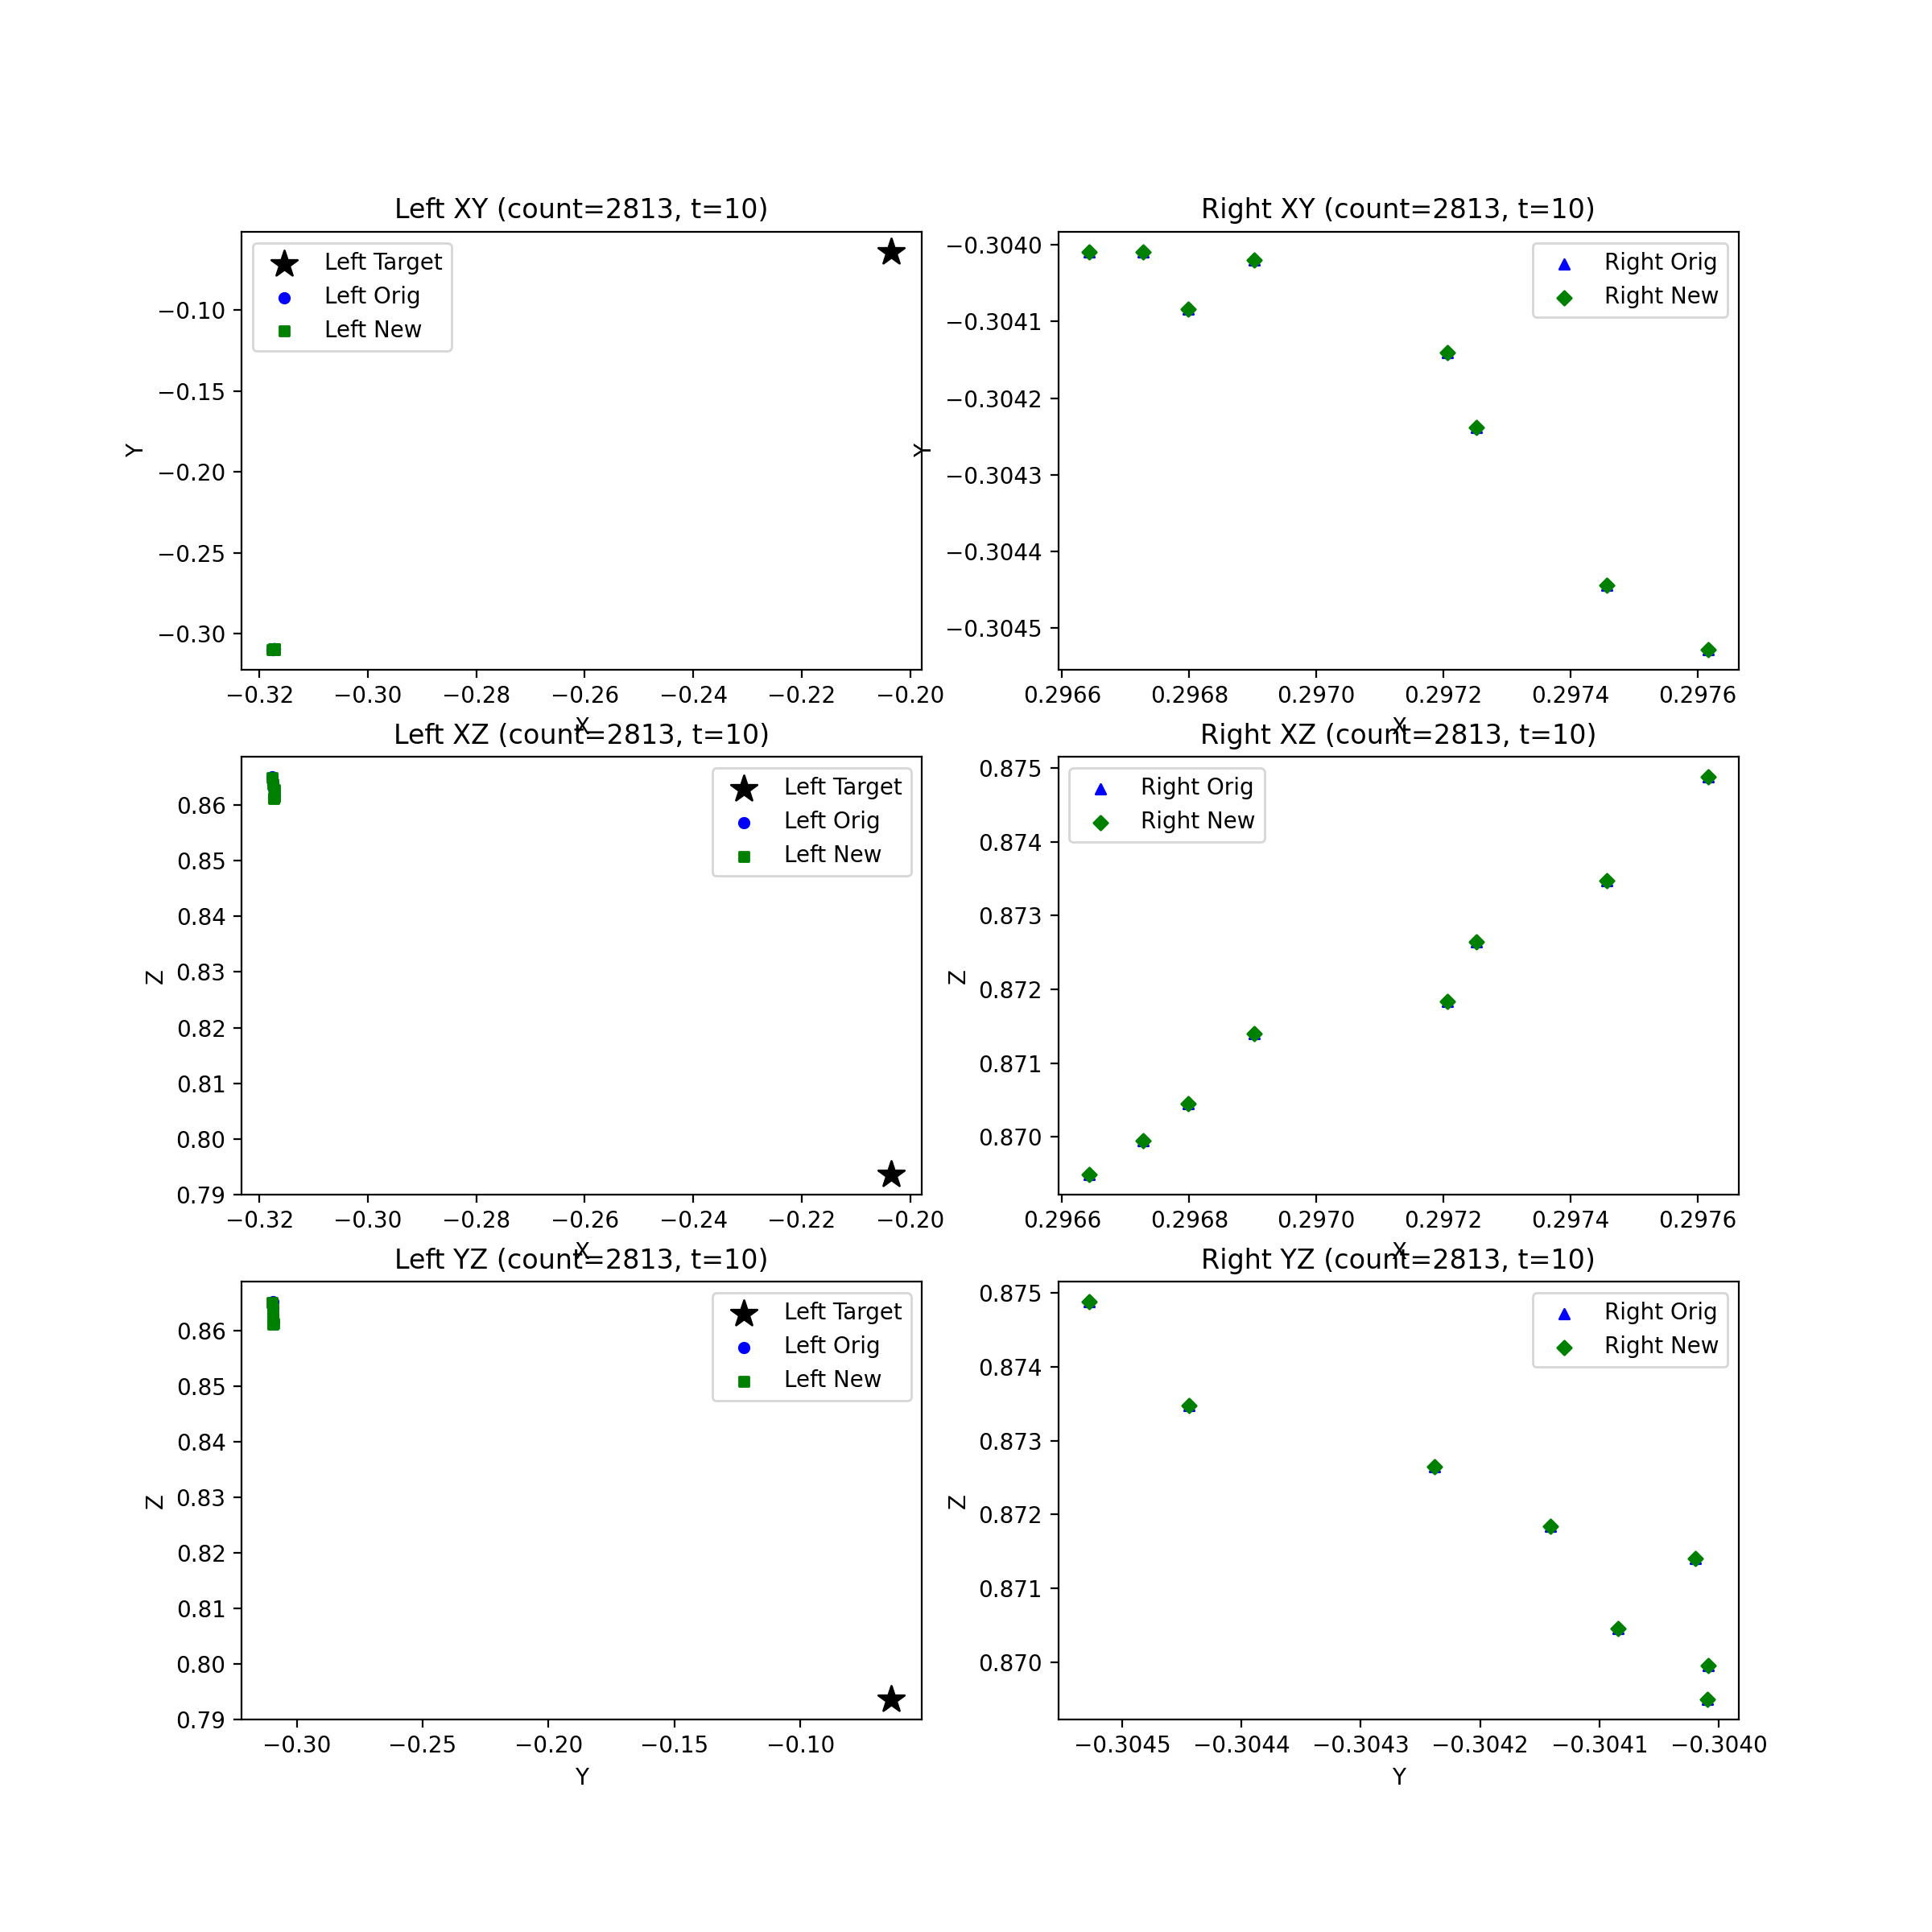 Left XY (count=2813, t=10)
Left Target
Left Orig
Left New
−0.10
−0.15
−0.20
−0.25
−0.30
Y
−0.32 −0.30 −0.28 −0.26 −0.24 −0.22 −0.20
X
Right XY (count=2813, t=10)
Right Orig
Right New
−0.3040
−0.3041
−0.3042
−0.3043
−0.3044
−0.3045
Y
0.2966 0.2968 0.2970 0.2972 0.2974 0.2976
X
Left XZ (count=2813, t=10)
Left Target
Left Orig
Left New
0.86
0.85
0.84
0.83
0.82
0.81
0.80
0.79
Z
−0.32 −0.30 −0.28 −0.26 −0.24 −0.22 −0.20
X
Right XZ (count=2813, t=10)
Right Orig
Right New
0.875
0.874
0.873
0.872
0.871
0.870
Z
0.2966 0.2968 0.2970 0.2972 0.2974 0.2976
X
Left YZ (count=2813, t=10)
Left Target
Left Orig
Left New
0.86
0.85
0.84
0.83
0.82
0.81
0.80
0.79
Z
−0.30 −0.25 −0.20 −0.15 −0.10
Y
Right YZ (count=2813, t=10)
Right Orig
Right New
0.875
0.874
0.873
0.872
0.871
0.870
Z
−0.3045 −0.3044 −0.3043 −0.3042 −0.3041 −0.3040
Y